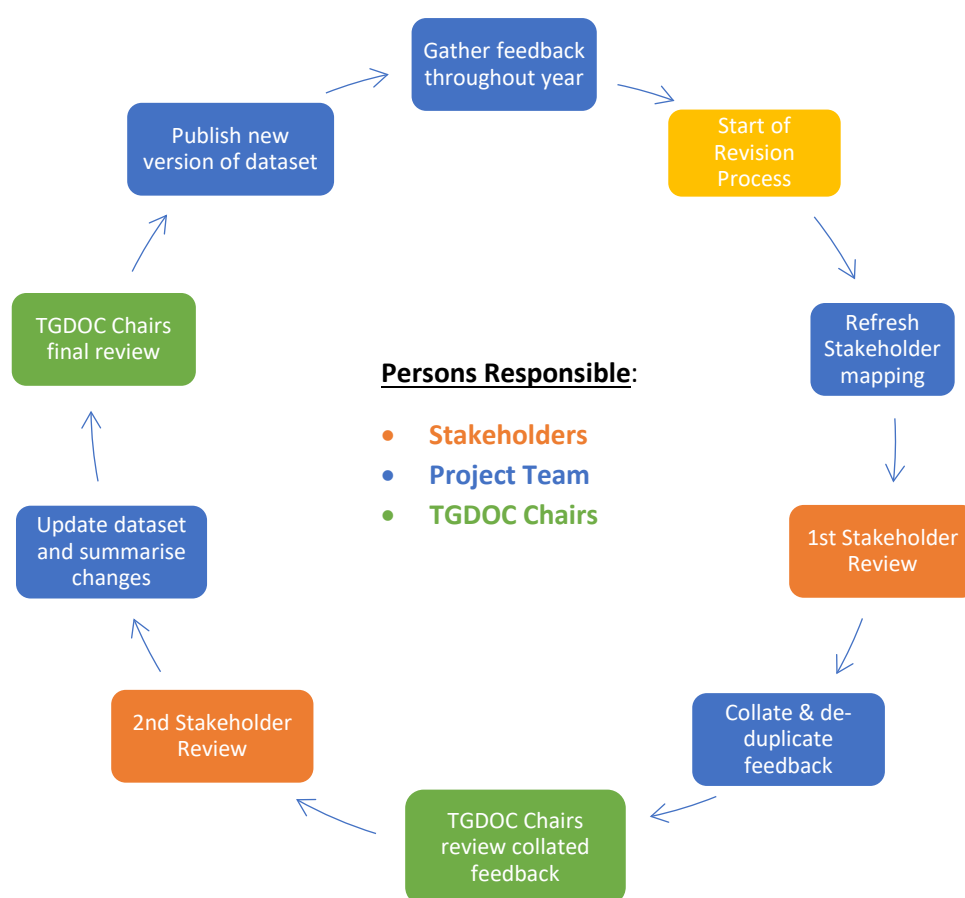 Gather feedback
throughout year
Start of
Revision
Process
Refresh
Stakeholder
mapping
1st Stakeholder
Review
Collate & de-
duplicate
feedback
TGDOC Chairs
review collated
feedback
2nd Stakeholder
Review
Update dataset
and summarise
changes
TGDOC Chairs
final review
Publish new
version of dataset
Persons Responsible:
• Stakeholders
• Project Team
• TGDOC Chairs